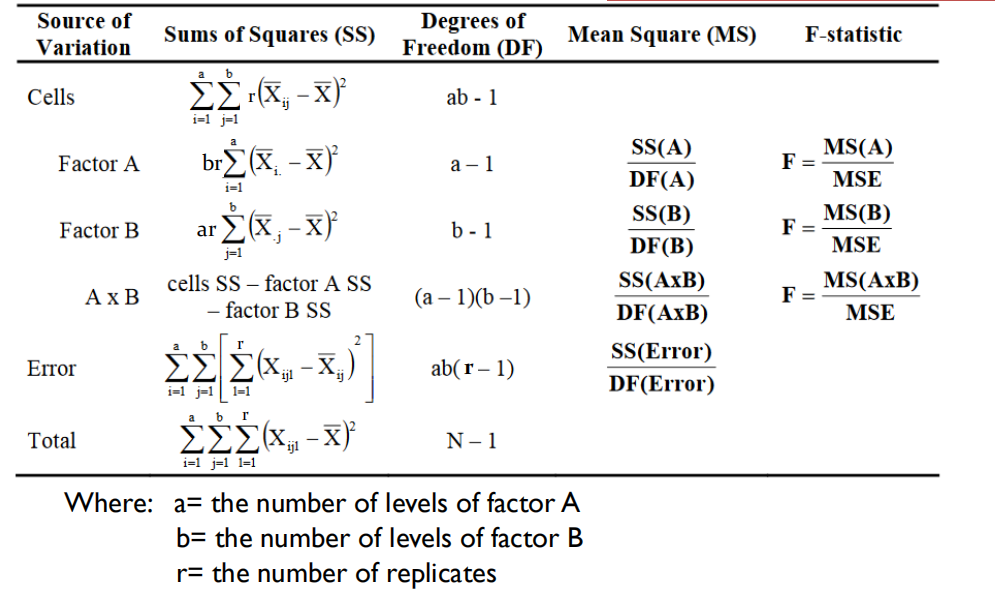 Source of Variation Sums of Squares (SS) Degrees of Freedom (DF) Mean Square (MS) F-statistic
Cells $\sum_{i=1}^{a}\sum_{j=1}^{b} r(\overline{X}_{ij} - \overline{X})^2$ ab - 1
Factor A $br\sum_{i=1}^{a}(\overline{X}_{i.} - \overline{X})^2$ a – 1 $\frac{SS(A)}{DF(A)}$ $F = \frac{MS(A)}{MSE}$
Factor B $ar\sum_{j=1}^{b}(\overline{X}_{.j} - \overline{X})^2$ b - 1 $\frac{SS(B)}{DF(B)}$ $F = \frac{MS(B)}{MSE}$
A x B cells SS – factor A SS – factor B SS (a – 1)(b –1) $\frac{SS(AxB)}{DF(AxB)}$ $F = \frac{MS(AxB)}{MSE}$
Error $\sum_{i=1}^{a}\sum_{j=1}^{b}\left[\sum_{l=1}^{r}(X_{ijl} - \overline{X}_{ij})^2\right]$ ab(r – 1) $\frac{SS(Error)}{DF(Error)}$
Total $\sum_{i=1}^{a}\sum_{j=1}^{b}\sum_{l=1}^{r}(X_{ijl} - \overline{X})^2$ N – 1
Where: a= the number of levels of factor A
b= the number of levels of factor B
r= the number of replicates